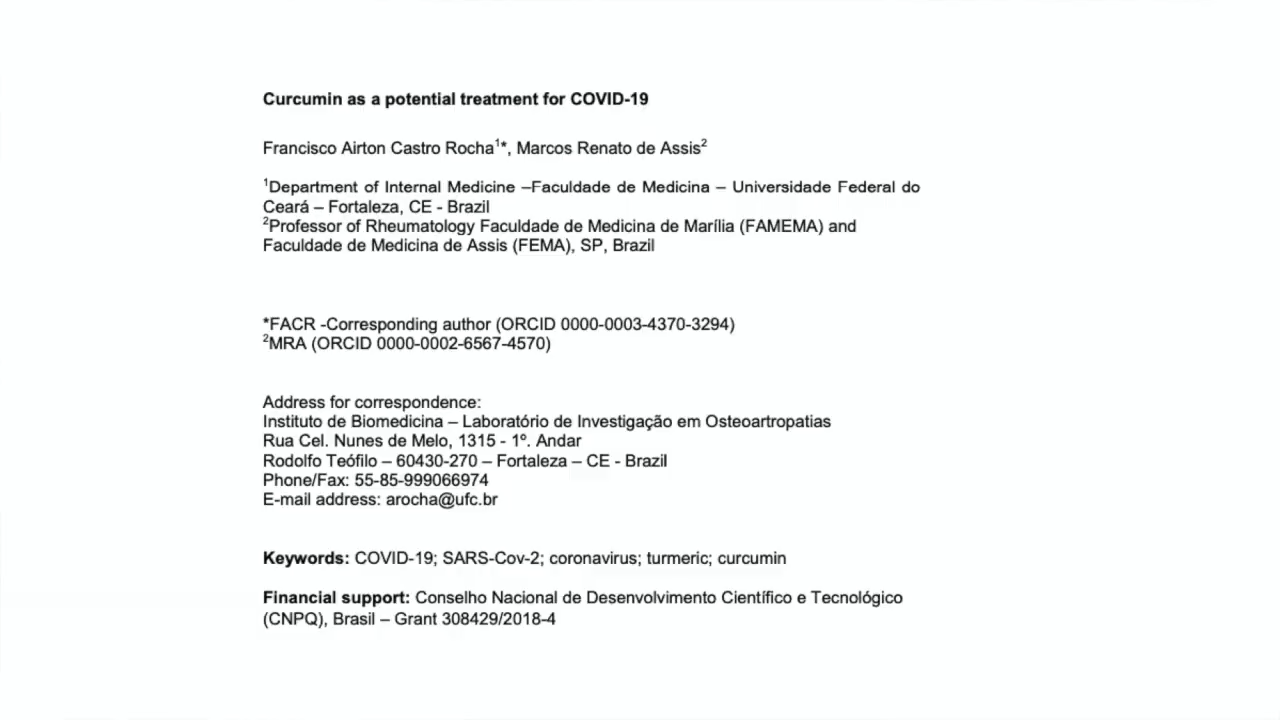 Curcumin as a potential treatment for COVID-19
Francisco Airton Castro Rocha1*, Marcos Renato de Assis2
1Department of Internal Medicine –Faculdade de Medicina – Universidade Federal do
Ceará – Fortaleza, CE - Brazil
2Professor of Rheumatology Faculdade de Medicina de Marília (FAMEMA) and
Faculdade de Medicina de Assis (FEMA), SP, Brazil
*FACR -Corresponding author (ORCID 0000-0003-4370-3294)
2MRA (ORCID 0000-0002-6567-4570)
Address for correspondence:
Instituto de Biomedicina – Laboratório de Investigação em Osteoartropatias
Rua Cel. Nunes de Melo, 1315 - 1º. Andar
Rodolfo Teófilo – 60430-270 – Fortaleza – CE - Brazil
Phone/Fax: 55-85-999066974
E-mail address: arocha@ufc.br
Keywords: COVID-19; SARS-Cov-2; coronavirus; turmeric; curcumin
Financial support: Conselho Nacional de Desenvolvimento Científico e Tecnológico
(CNPQ), Brasil – Grant 308429/2018-4